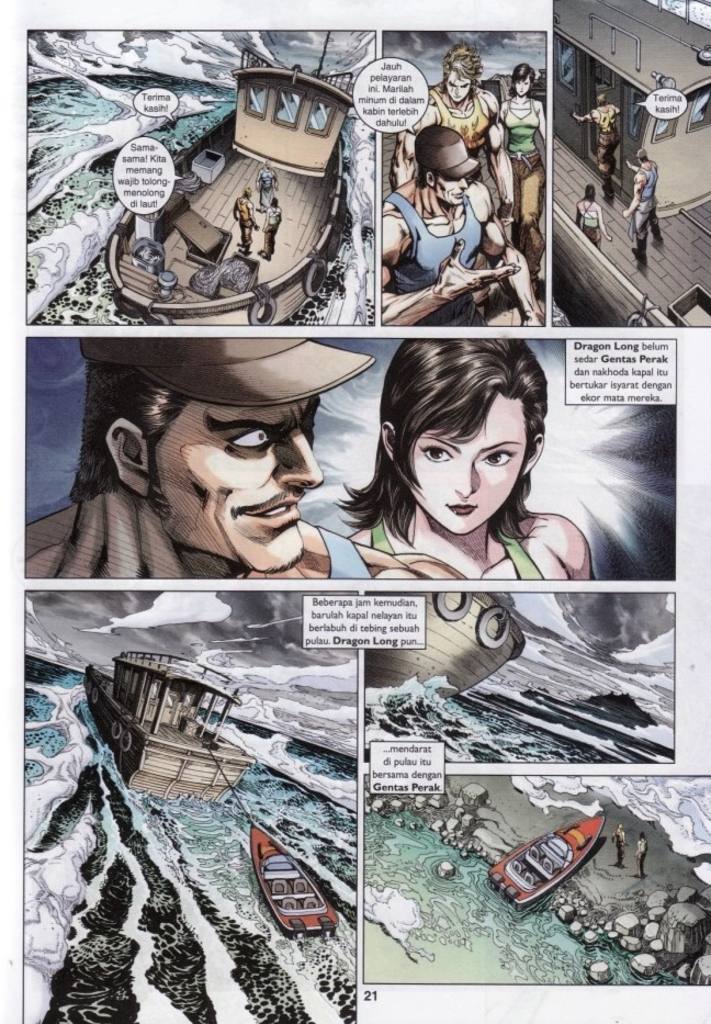 Terima
kasih!
Sama-
sama! Kita
memang
wajib tolong-
menolong
di laut!
Jauh
pelayaran
ini. Marilah
minum di dalam
kabin terlebih
dahulu!
Terima
kasih!
Dragon Long belum
sedar Gentas Perak
dan nakhoda kapal itu
bertukar isyarat dengan
ekor mata mereka.
Beberapa jam kemudian,
barulah kapal nelayan itu
berlabuh di tebing sebuah
pulau. Dragon Long pun...
...mendarat
di pulau itu
bersama dengan
Gentas Perak.
21